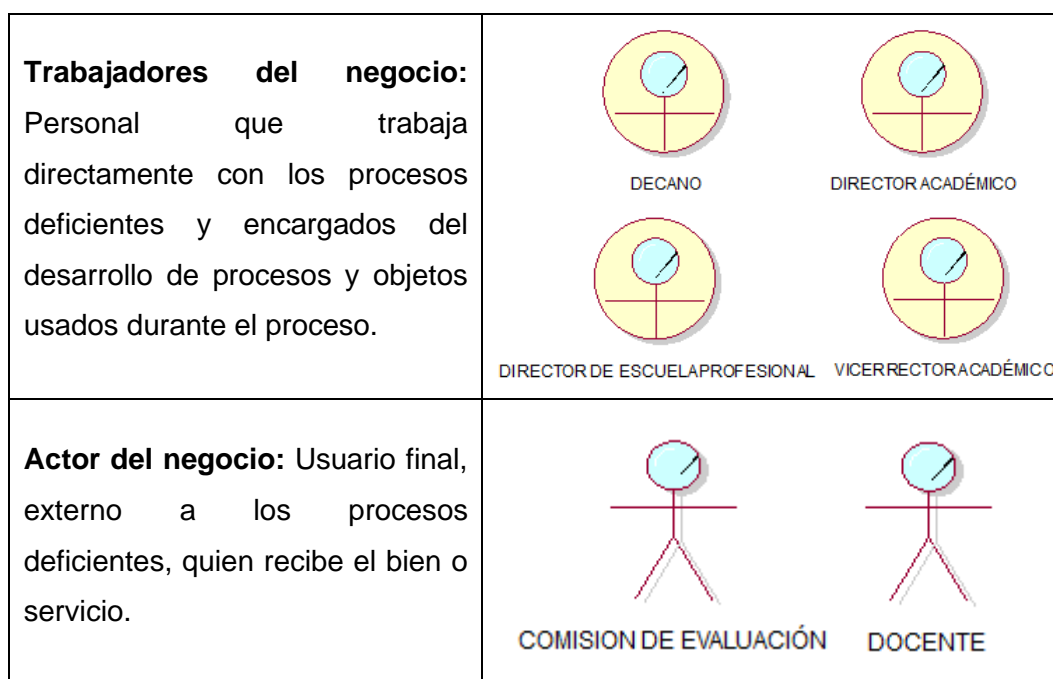 Trabajadores del negocio:
Personal que trabaja
directamente con los procesos
deficientes y encargados del
desarrollo de procesos y objetos
usados durante el proceso.
DECANO
DIRECTOR ACADÉMICO
DIRECTOR DE ESCUELA PROFESIONAL
VICERRECTOR ACADÉMICO
Actor del negocio: Usuario final,
externo a los procesos
deficientes, quien recibe el bien o
servicio.
COMISION DE EVALUACIÓN
DOCENTE